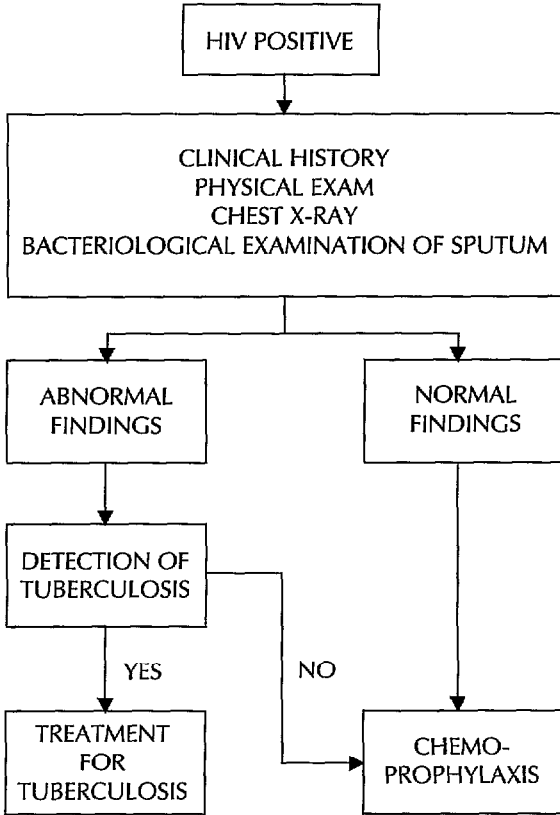 HIV POSITIVE
CLINICAL HISTORY
PHYSICAL EXAM
CHEST X-RAY
BACTERIOLOGICAL EXAMINATION OF SPUTUM
ABNORMAL
FINDINGS
NORMAL
FINDINGS
DETECTION OF
TUBERCULOSIS
YES
NO
TREATMENT
FOR
TUBERCULOSIS
CHEMO-
PROPHYLAXIS